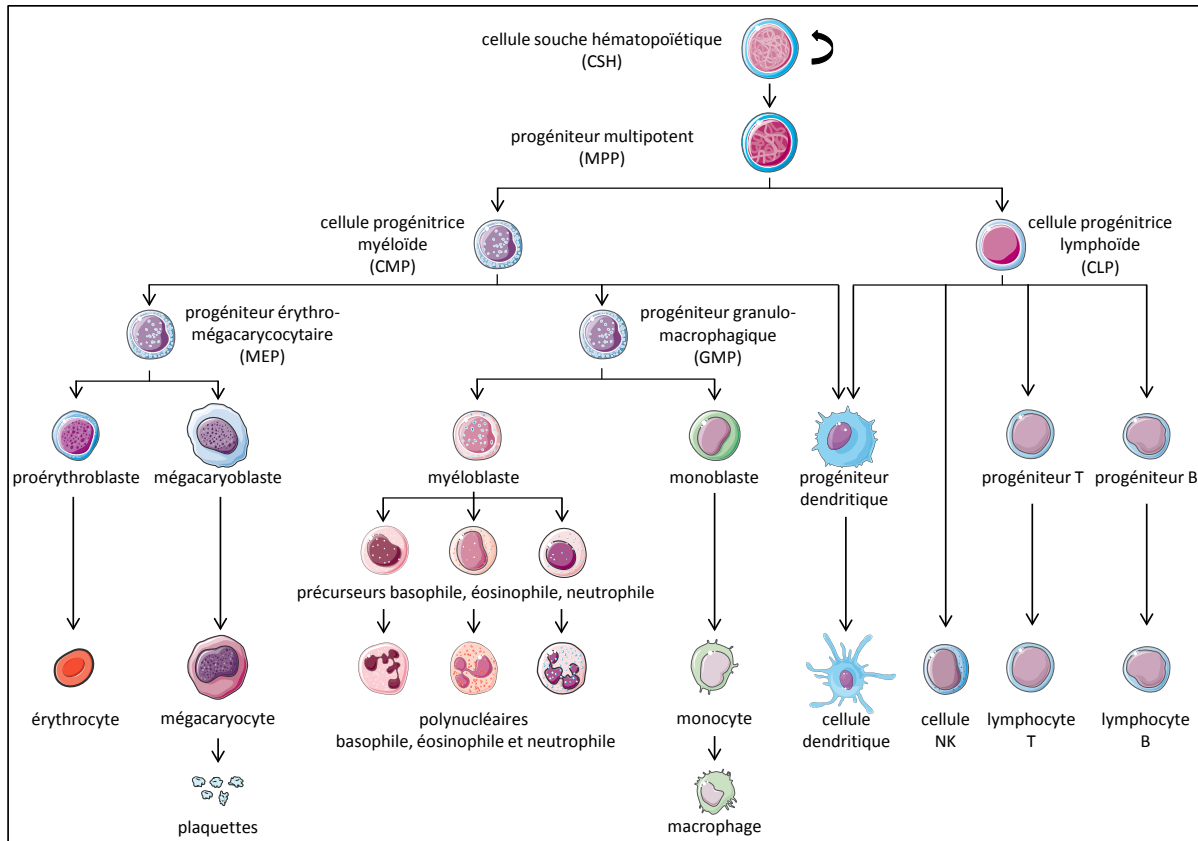 cellule souche hématopoïétique
(CSH)
progéniteur multipotent
(MPP)
cellule progénitrice
myéloïde
(CMP)
cellule progénitrice
lymphoïde
(CLP)
progéniteur érythro-
mégacarycocytaire
(MEP)
progéniteur granulo-
macrophagique
(GMP)
proérythroblaste
mégacaryoblaste
myéloblaste
monoblaste
progéniteur
dendritique
progéniteur T
progéniteur B
précurseurs basophile, éosinophile, neutrophile
érythrocyte
mégacaryocyte
polynucléaires
basophile, éosinophile et neutrophile
monocyte
cellule
dendritique
cellule
NK
lymphocyte
T
lymphocyte
B
plaquettes
macrophage